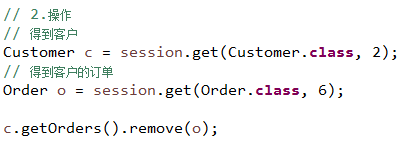 // 2.操作
// 得到客户
Customer c = session.get(Customer.class, 2);
// 得到客户的订单
Order o = session.get(Order.class, 6);
c.getOrders().remove(o);